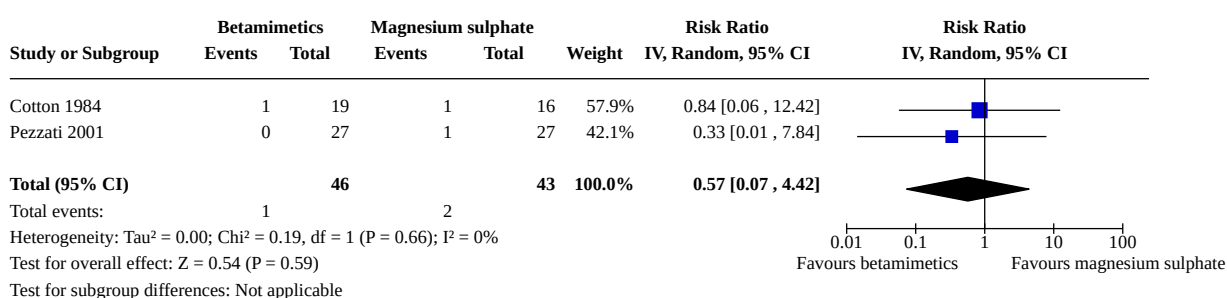 Betamimetics Magnesium sulphate Risk Ratio Risk Ratio
Study or Subgroup Events Total Events Total Weight IV, Random, 95% CI IV, Random, 95% CI
Cotton 1984 1 19 1 16 57.9% 0.84 [0.06 , 12.42]
Pezzati 2001 0 27 1 27 42.1% 0.33 [0.01 , 7.84]
Total (95% CI) 46 43 100.0% 0.57 [0.07 , 4.42]
Total events: 1 2
Heterogeneity: Tau² = 0.00; Chi² = 0.19, df = 1 (P = 0.66); I² = 0%
0.01 0.1 1 10 100
Test for overall effect: Z = 0.54 (P = 0.59) Favours betamimetics Favours magnesium sulphate
Test for subgroup differences: Not applicable